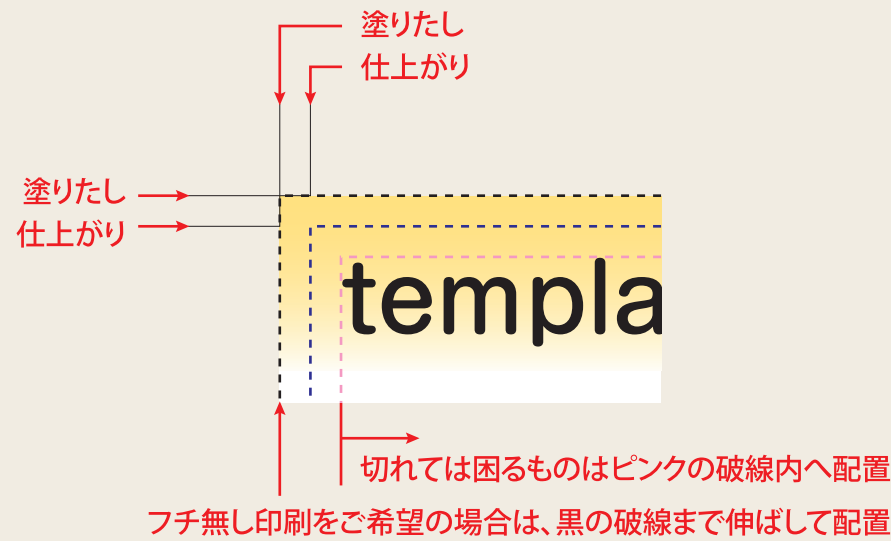 塗りたし
仕上がり
塗りたし
仕上がり
templa
切れては困るものはピンクの破線内へ配置
フチ無し印刷をご希望の場合は、黒の破線まで伸ばして配置